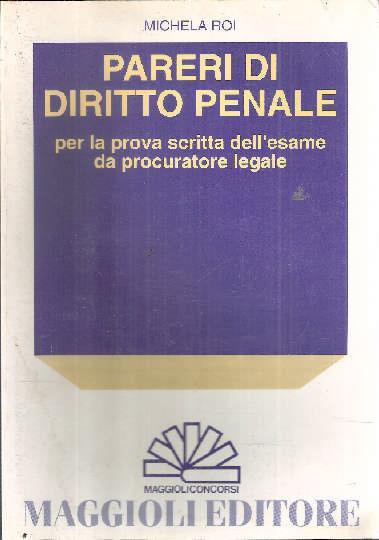 MICHELA ROI
PARERI DI
DIRITTO PENALE
per la prova scritta dell'esame
da procuratore legale
MAGGIOLICONCORSI
MAGGIOLI EDITORE